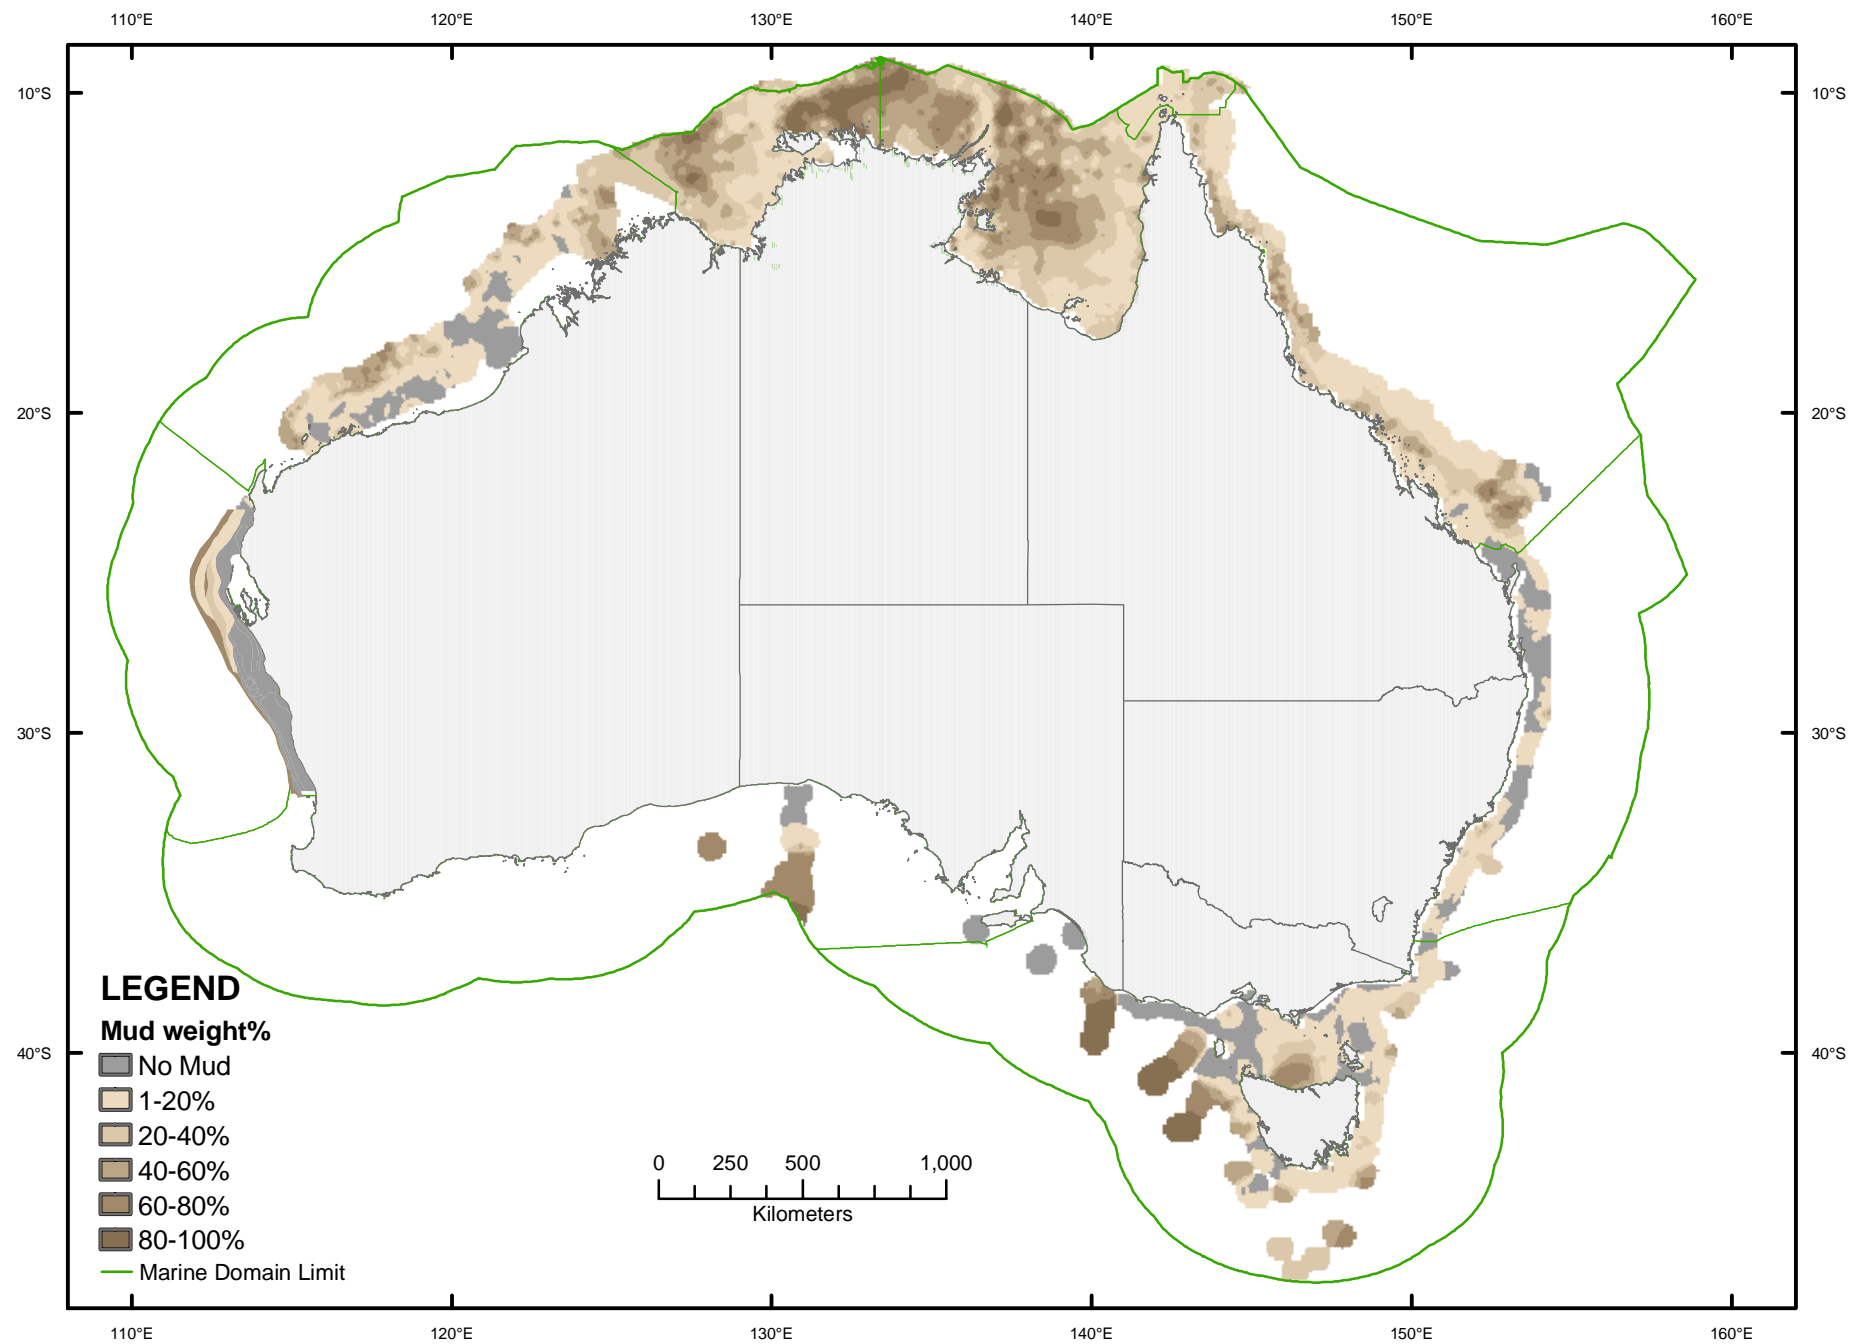 110°E 120°E 130°E 140°E 150°E 160°E
10°S 10°S
20°S 20°S
30°S 30°S
40°S 40°S
LEGEND
Mud weight%
No Mud
1-20%
20-40%
40-60%
60-80%
80-100%
Marine Domain Limit
0 250 500 1,000
Kilometers
110°E 120°E 130°E 140°E 150°E 160°E